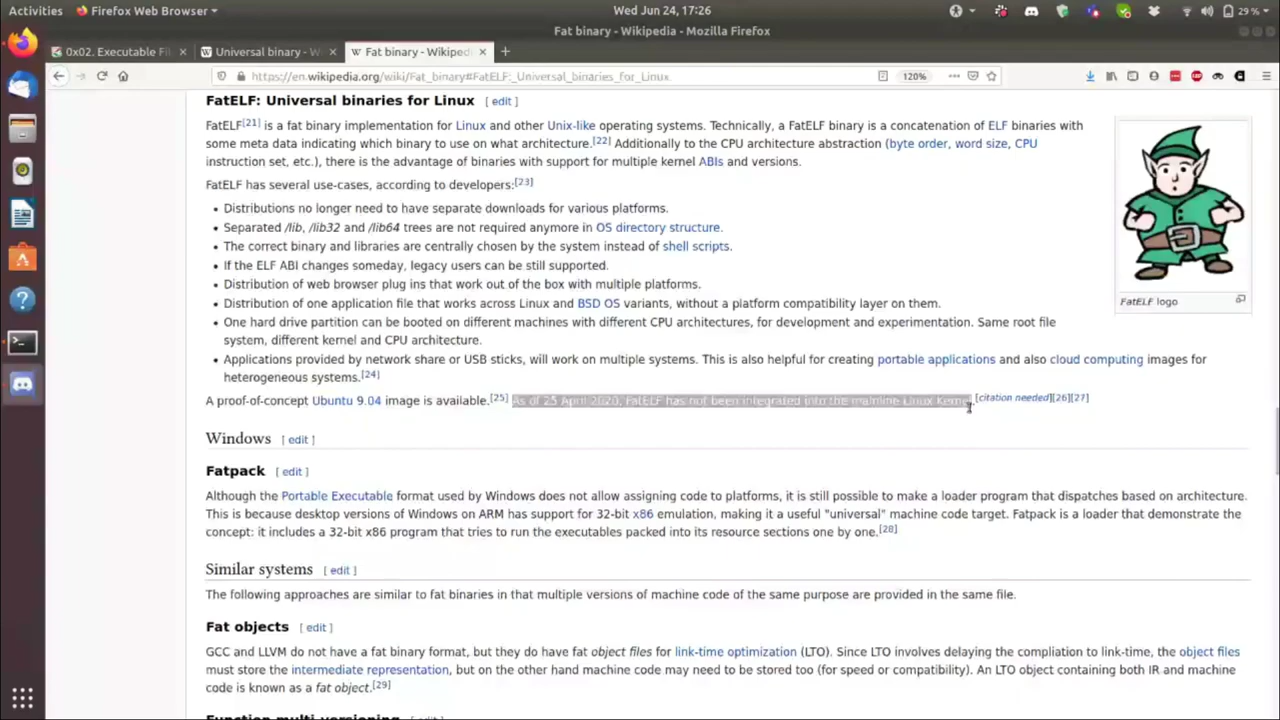 Activities Firefox Web Browser Wed Jun 24, 17:26 29 %
Fat binary - Wikipedia - Mozilla Firefox
0x02. Executable Fi Universal binary - Wi Fat binary - Wikipedi
https://en.wikipedia.org/wiki/Fat_binary#FatELF:_Universal_binaries_for_Linux 120%
FatELF: Universal binaries for Linux [ edit ]
FatELF[21] is a fat binary implementation for Linux and other Unix-like operating systems. Technically, a FatELF binary is a concatenation of ELF binaries with
some meta data indicating which binary to use on what architecture.[22] Additionally to the CPU architecture abstraction (byte order, word size, CPU
instruction set, etc.), there is the advantage of binaries with support for multiple kernel ABIs and versions.
FatELF has several use-cases, according to developers:[23]
• Distributions no longer need to have separate downloads for various platforms.
• Separated /lib, /lib32 and /lib64 trees are not required anymore in OS directory structure.
• The correct binary and libraries are centrally chosen by the system instead of shell scripts.
• If the ELF ABI changes someday, legacy users can be still supported.
• Distribution of web browser plug ins that work out of the box with multiple platforms.
• Distribution of one application file that works across Linux and BSD OS variants, without a platform compatibility layer on them.
• One hard drive partition can be booted on different machines with different CPU architectures, for development and experimentation. Same root file
system, different kernel and CPU architecture.
• Applications provided by network share or USB sticks, will work on multiple systems. This is also helpful for creating portable applications and also cloud computing images for
heterogeneous systems.[24]
FatELF logo
A proof-of-concept Ubuntu 9.04 image is available.[25] As of 25 April 2020, FatELF has not been integrated into the mainline Linux Kernel.[citation needed][26][27]
Windows [ edit ]
Fatpack [ edit ]
Although the Portable Executable format used by Windows does not allow assigning code to platforms, it is still possible to make a loader program that dispatches based on architecture.
This is because desktop versions of Windows on ARM has support for 32-bit x86 emulation, making it a useful "universal" machine code target. Fatpack is a loader that demonstrate the
concept: it includes a 32-bit x86 program that tries to run the executables packed into its resource sections one by one.[28]
Similar systems [ edit ]
The following approaches are similar to fat binaries in that multiple versions of machine code of the same purpose are provided in the same file.
Fat objects [ edit ]
GCC and LLVM do not have a fat binary format, but they do have fat object files for link-time optimization (LTO). Since LTO involves delaying the compliation to link-time, the object files
must store the intermediate representation, but on the other hand machine code may need to be stored too (for speed or compatibility). An LTO object containing both IR and machine
code is known as a fat object.[29]
Function multi-versioning [ edit ]